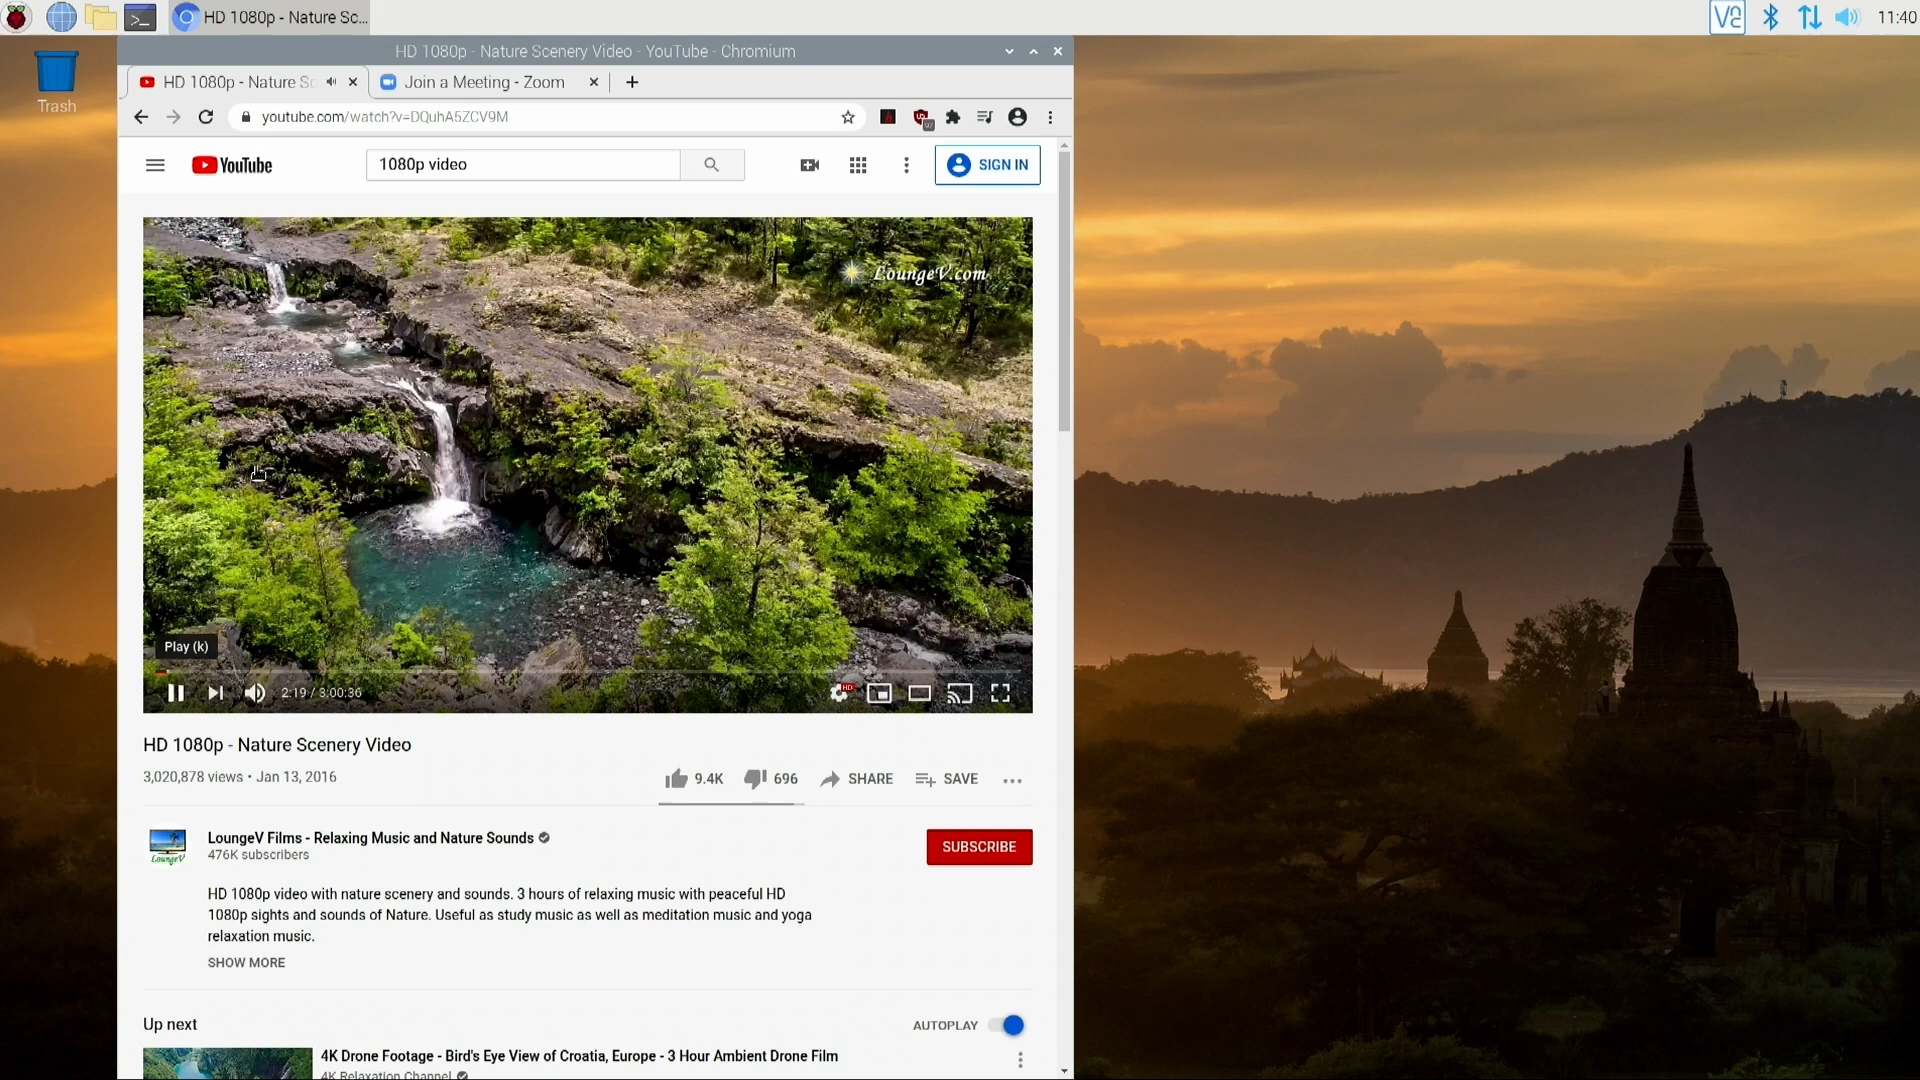 HD 1080p - Nature Sc...
11:40
Trash
HD 1080p - Nature Scenery Video - YouTube - Chromium
HD 1080p - Nature Sc
Join a Meeting - Zoom
youtube.com/watch?v=DQuhA5ZCV9M
YouTube
1080p video
SIGN IN
LoungeV.com
Play (k)
2:19 / 3:00:36
HD
HD 1080p - Nature Scenery Video
3,020,878 views • Jan 13, 2016
9.4K
696
SHARE
SAVE
LoungeV
LoungeV Films - Relaxing Music and Nature Sounds
476K subscribers
SUBSCRIBE
HD 1080p video with nature scenery and sounds. 3 hours of relaxing music with peaceful HD
1080p sights and sounds of Nature. Useful as study music as well as meditation music and yoga
relaxation music.
SHOW MORE
Up next
AUTOPLAY
4K Drone Footage - Bird's Eye View of Croatia, Europe - 3 Hour Ambient Drone Film
4K Relaxation Channel